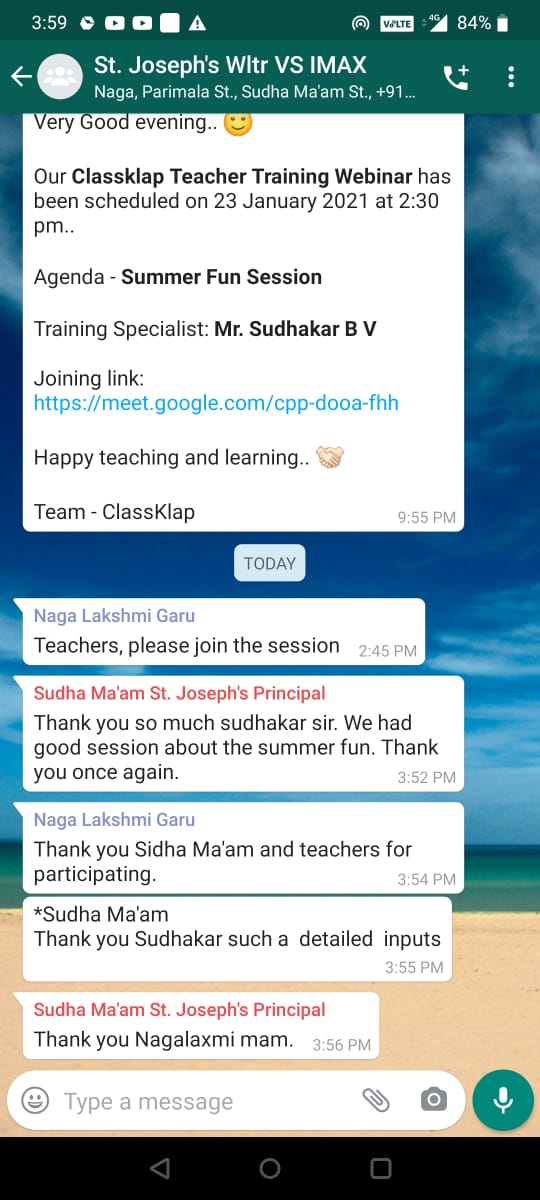 3:59
VoLTE 4G 84%
St. Joseph's Wltr VS IMAX
Naga, Parimala St., Sudha Ma'am St., +91...
Very Good evening.. 🙂
Our Classklap Teacher Training Webinar has
been scheduled on 23 January 2021 at 2:30
pm..
Agenda - Summer Fun Session
Training Specialist: Mr. Sudhakar B V
Joining link:
https://meet.google.com/cpp-dooa-fhh
Happy teaching and learning.. 🤝🏻
Team - ClassKlap
9:55 PM
TODAY
Naga Lakshmi Garu
Teachers, please join the session 2:45 PM
Sudha Ma'am St. Joseph's Principal
Thank you so much sudhakar sir. We had
good session about the summer fun. Thank
you once again. 3:52 PM
Naga Lakshmi Garu
Thank you Sidha Ma'am and teachers for
participating. 3:54 PM
*Sudha Ma'am
Thank you Sudhakar such a  detailed  inputs
3:55 PM
Sudha Ma'am St. Joseph's Principal
Thank you Nagalaxmi mam. 3:56 PM
Type a message